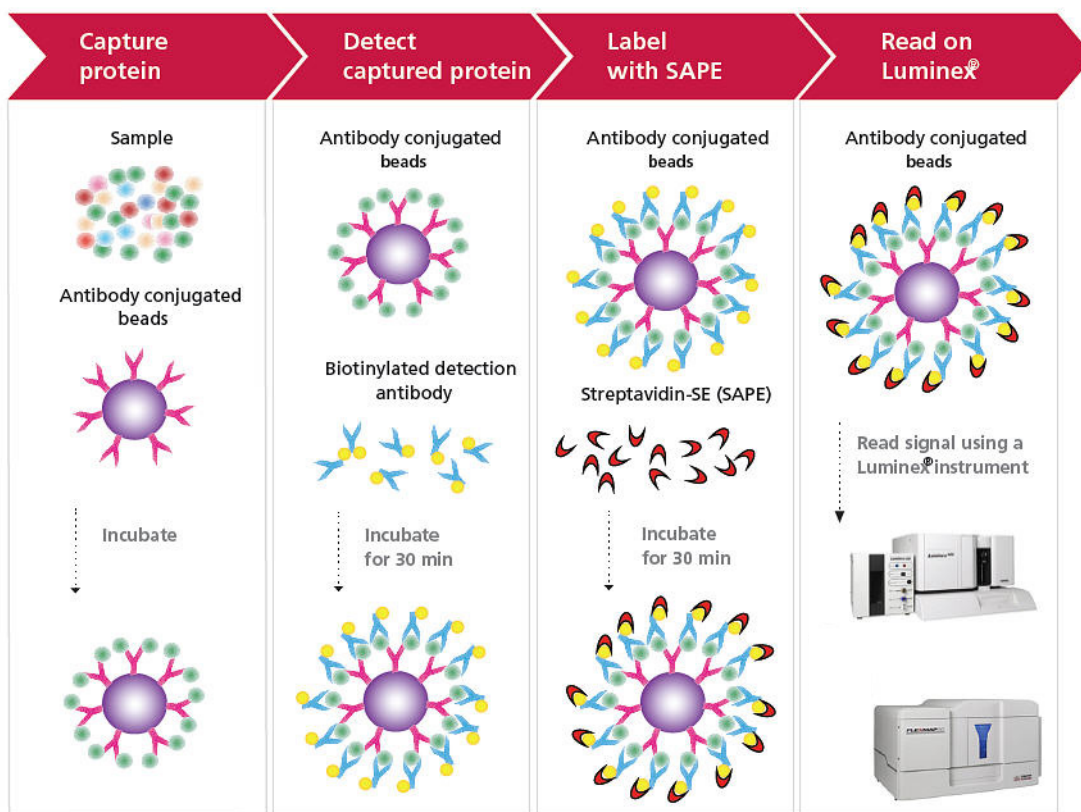 Capture
protein
Detect
captured protein
Label
with SAPE
Read on
Luminex®
Sample
Antibody conjugated
beads
Incubate
Antibody conjugated
beads
Biotinylated detection
antibody
Incubate
for 30 min
Antibody conjugated
beads
Streptavidin-SE (SAPE)
Incubate
for 30 min
Antibody conjugated
beads
Read signal using a
Luminex® instrument